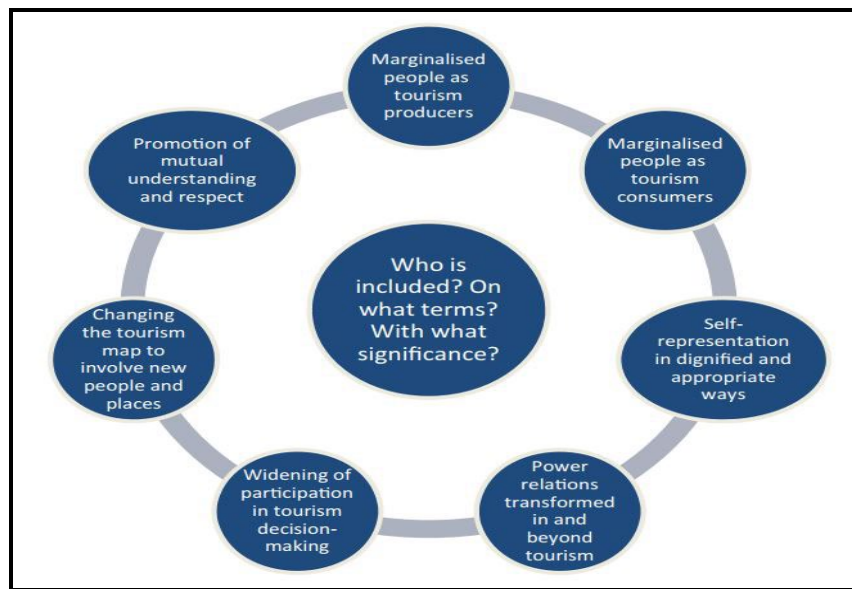 Marginalised
people as
tourism
producers
Marginalised
people as
tourism
consumers
Self-
representation
in dignified and
appropriate
ways
Power
relations
transformed
in and
beyond
tourism
Widening of
participation
in tourism
decision-
making
Changing
the tourism
map to
involve new
people and
places
Promotion of
mutual
understanding
and respect
Who is
included? On
what terms?
With what
significance?